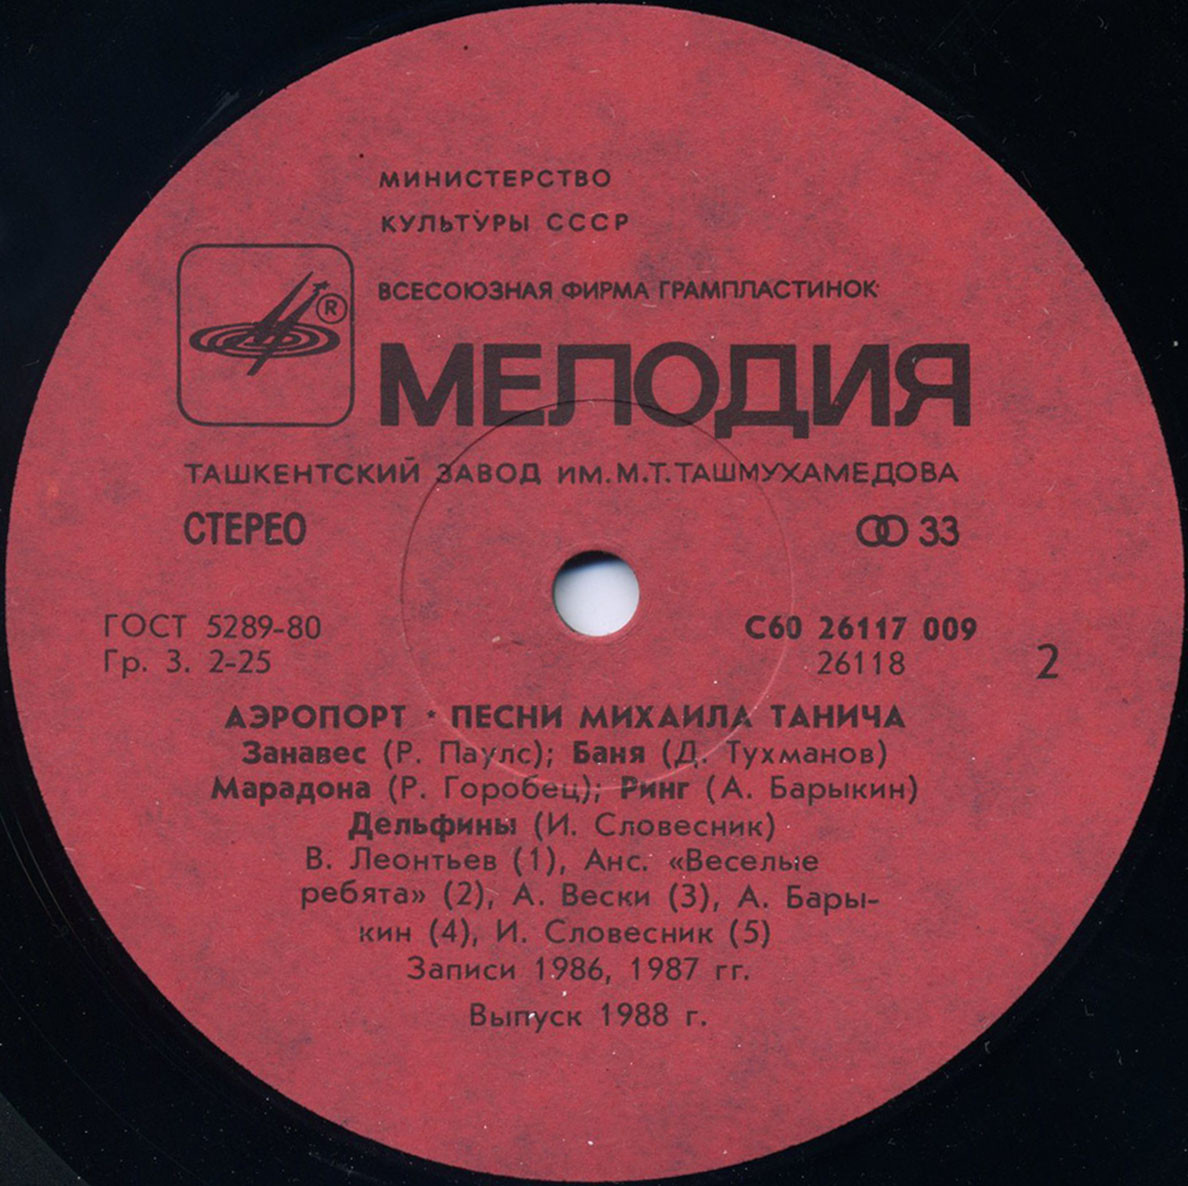 МИНИСТЕРСТВО
КУЛЬТУРЫ СССР
ВСЕСОЮЗНАЯ ФИРМА ГРАМПЛАСТИНОК
®
МЕЛОДИЯ
ТАШКЕНТСКИЙ ЗАВОД ИМ. М.Т.ТАШМУХАМЕДОВА
СТЕРЕО
33
ГОСТ 5289-80
Гр. 3. 2-25
С60 26117 009
26118
2
АЭРОПОРТ * ПЕСНИ МИХАИЛА ТАНИЧА
Занавес (Р. Паулс); Баня (Д. Тухманов)
Марадона (Р. Горобец); Ринг (А. Барыкин)
Дельфины (И. Словесник)
В. Леонтьев (1), Анс. «Веселые
ребята» (2), А. Вески (3), А. Бары-
кин (4), И. Словесник (5)
Записи 1986, 1987 гг.
Выпуск 1988 г.